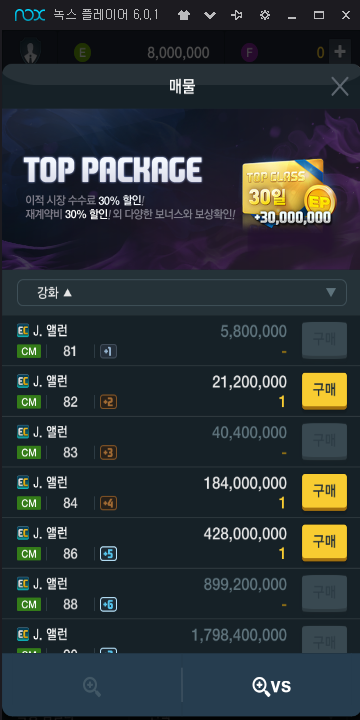 nox 녹스 플레이어 6.0.1
E 8,000,000 F 0 +
매물
TOP PACKAGE
이적 시장 수수료 30% 할인!
재계약비 30% 할인! 외 다양한 보너스와 보상확인!
TOP CLASS
30일
EP
+30,000,000
강화 ▲
EC J. 앨런 5,800,000 구매
CM 81 +1 -
EC J. 앨런 21,200,000 구매
CM 82 +2 1
EC J. 앨런 40,400,000 구매
CM 83 +3 -
EC J. 앨런 184,000,000 구매
CM 84 +4 1
EC J. 앨런 428,000,000 구매
CM 86 +5 1
EC J. 앨런 899,200,000 구매
CM 88 +6 -
EC J. 앨런 1,798,400,000 구매
VS